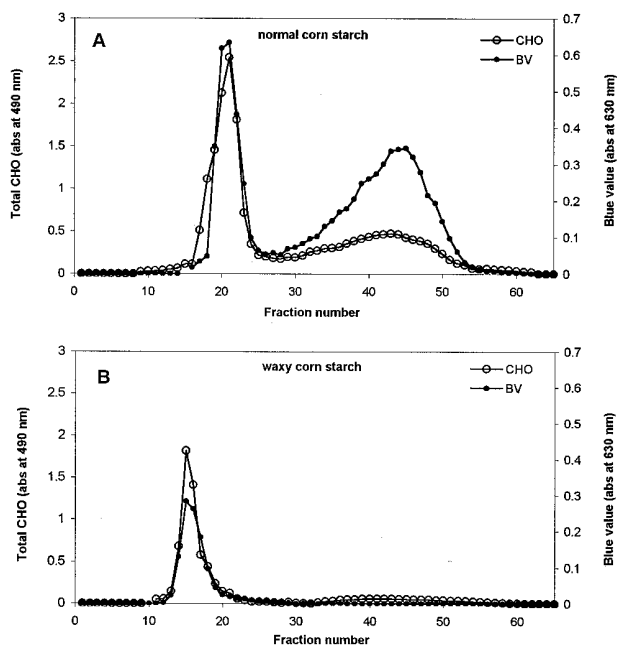 A
normal corn starch
CHO
BV
Total CHO (abs at 490 nm)
3
2.5
2
1.5
1
0.5
0
0.7
0.6
0.5
0.4
0.3
0.2
0.1
0
Blue value (abs at 630 nm)
0 10 20 30 40 50 60
Fraction number
B
waxy corn starch
CHO
BV
Total CHO (abs at 490 nm)
3
2.5
2
1.5
1
0.5
0
0.7
0.6
0.5
0.4
0.3
0.2
0.1
0
Blue value (abs at 630 nm)
0 10 20 30 40 50 60
Fraction number